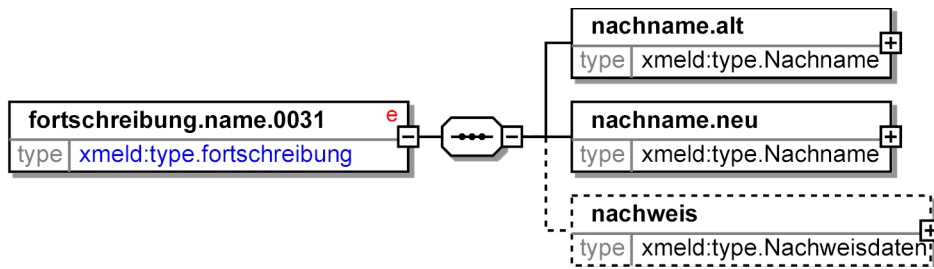 nachname.alt
type xmeld:type.Nachname
fortschreibung.name.0031 e
type xmeld:type.fortschreibung
nachname.neu
type xmeld:type.Nachname
nachweis
type xmeld:type.Nachweisdaten